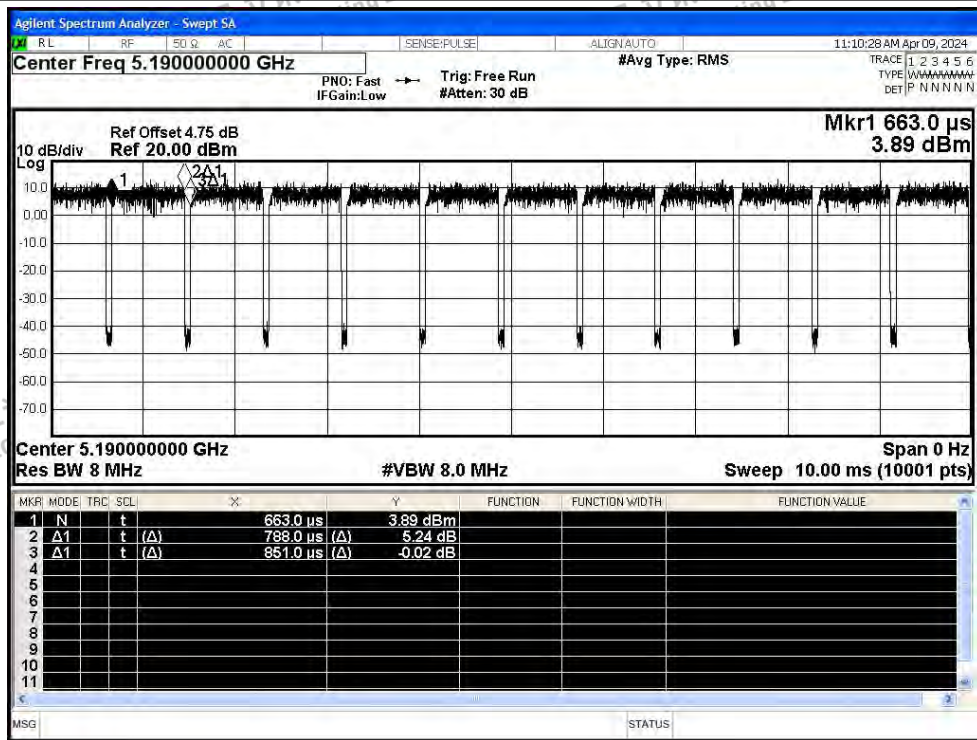 Agilent Spectrum Analyzer - Swept SA
LXI RL RF 50 Ω AC SENSE:PULSE ALIGN AUTO 11:10:28 AM Apr 09, 2024
Center Freq 5.190000000 GHz #Avg Type: RMS TRACE 1 2 3 4 5 6
PNO: Fast Trig: Free Run TYPE WWWWWW
IFGain:Low #Atten: 30 dB DET P N N N N N
Mkr1 663.0 µs
Ref Offset 4.75 dB
10 dB/div Ref 20.00 dBm 3.89 dBm
Log
1 2Δ1
3Δ1
10.0
0.00
-10.0
-20.0
-30.0
-40.0
-50.0
-60.0
-70.0
Center 5.190000000 GHz Span 0 Hz
Res BW 8 MHz #VBW 8.0 MHz Sweep 10.00 ms (10001 pts)
MKR MODE TRC SCL X Y FUNCTION FUNCTION WIDTH FUNCTION VALUE
1 N t 663.0 µs 3.89 dBm
2 Δ1 t (Δ) 788.0 µs (Δ) 5.24 dB
3 Δ1 t (Δ) 851.0 µs (Δ) -0.02 dB
4
5
6
7
8
9
10
11
MSG STATUS